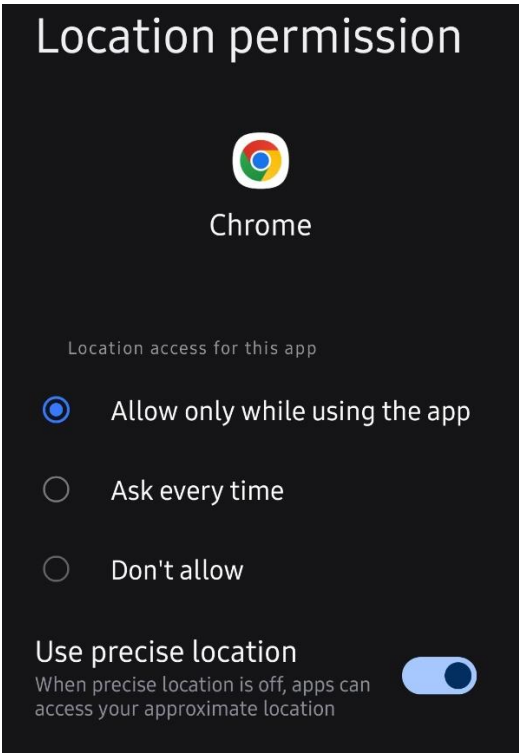 Location permission
Chrome
Location access for this app
Allow only while using the app
Ask every time
Don't allow
Use precise location
When precise location is off, apps can
access your approximate location